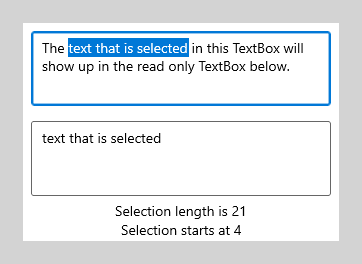 The text that is selected in this TextBox will
show up in the read only TextBox below.
text that is selected
Selection length is 21
Selection starts at 4